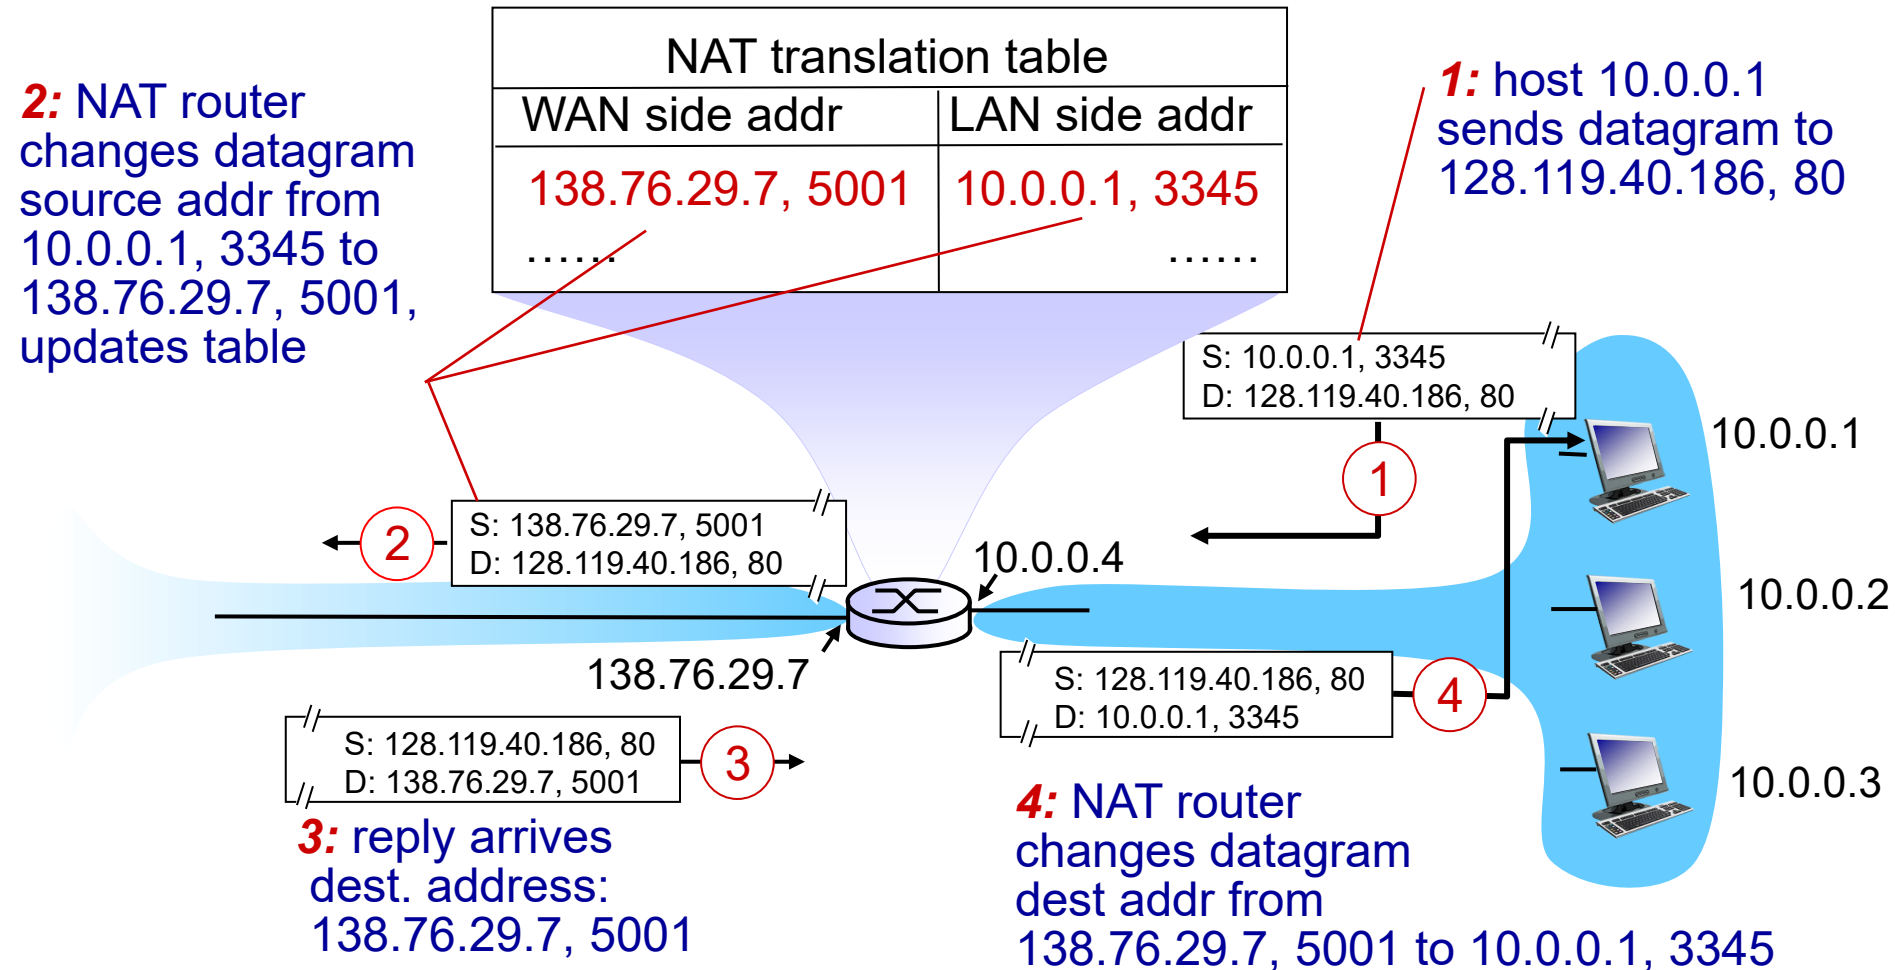 NAT translation table
WAN side addr LAN side addr
138.76.29.7, 5001 10.0.0.1, 3345
...... ......
2: NAT router
changes datagram
source addr from
10.0.0.1, 3345 to
138.76.29.7, 5001,
updates table
1: host 10.0.0.1
sends datagram to
128.119.40.186, 80
S: 10.0.0.1, 3345
D: 128.119.40.186, 80
1
10.0.0.1
2
S: 138.76.29.7, 5001
D: 128.119.40.186, 80
10.0.0.4
10.0.0.2
138.76.29.7
S: 128.119.40.186, 80
D: 10.0.0.1, 3345
4
S: 128.119.40.186, 80
D: 138.76.29.7, 5001
3
10.0.0.3
3: reply arrives
dest. address:
138.76.29.7, 5001
4: NAT router
changes datagram
dest addr from
138.76.29.7, 5001 to 10.0.0.1, 3345